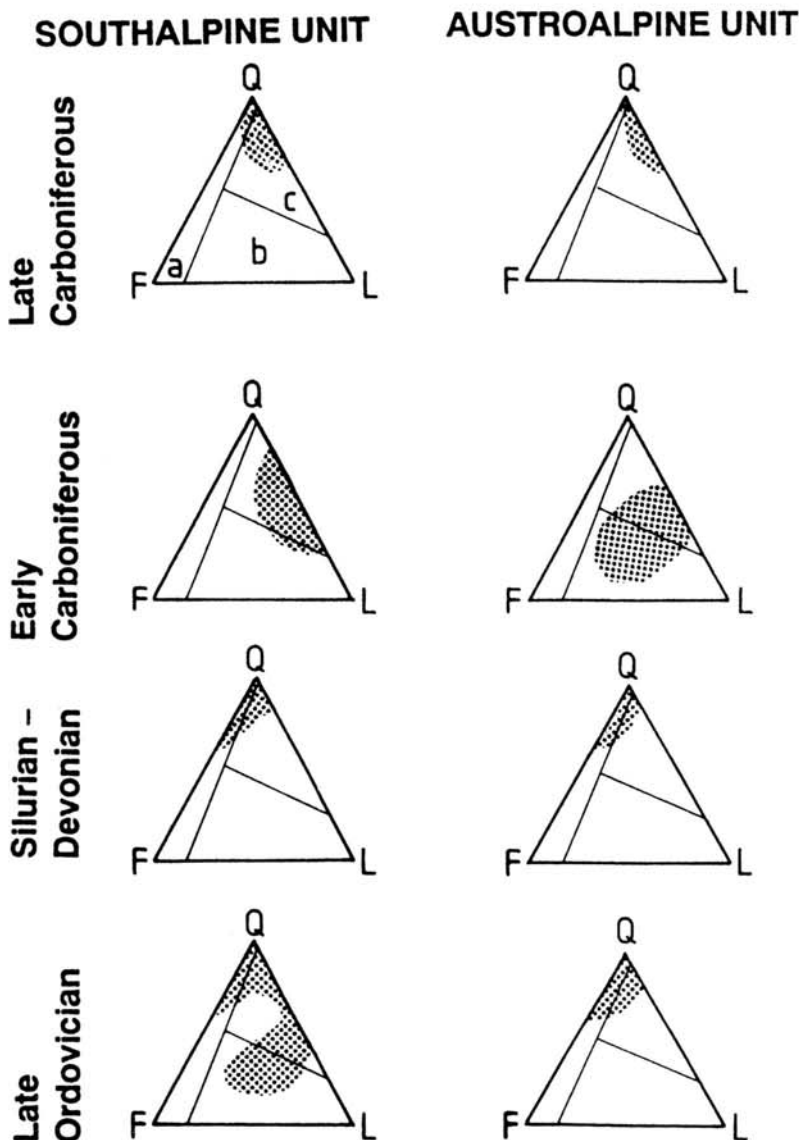 SOUTHALPINE UNIT
AUSTROALPINE UNIT
Late
Carboniferous
Q
c
b
a
F
L
Q
F
L
Early
Carboniferous
Q
F
L
Q
F
L
Silurian –
Devonian
Q
F
L
Q
F
L
Late
Ordovician
Q
F
L
Q
F
L